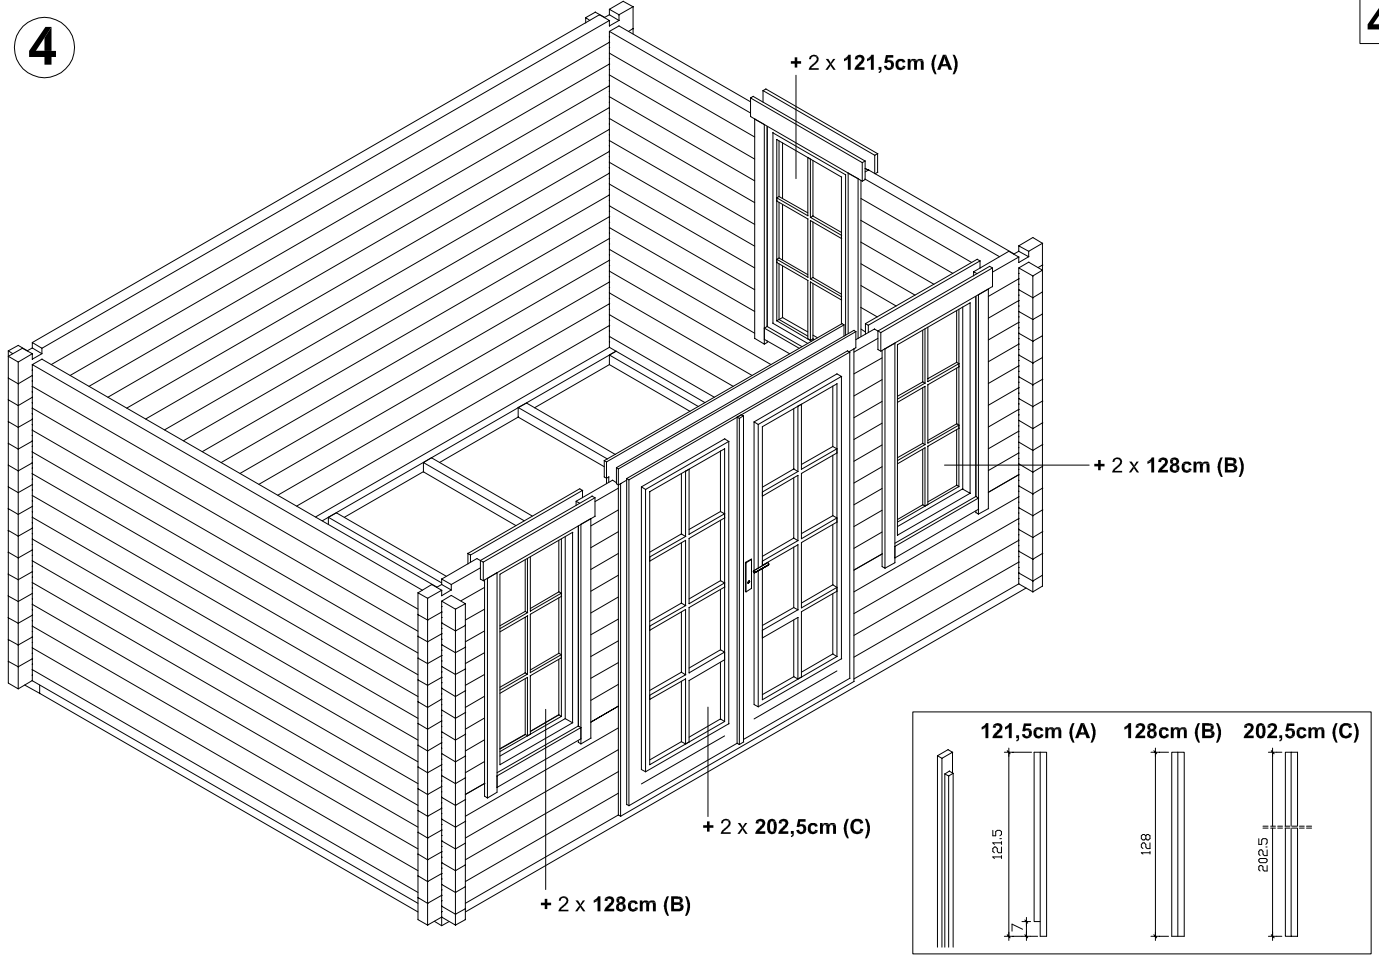 4
4
+ 2 x 121,5cm (A)
+ 2 x 128cm (B)
+ 2 x 202,5cm (C)
+ 2 x 128cm (B)
121,5cm (A) 128cm (B) 202,5cm (C)
121.5
7
128
202.5